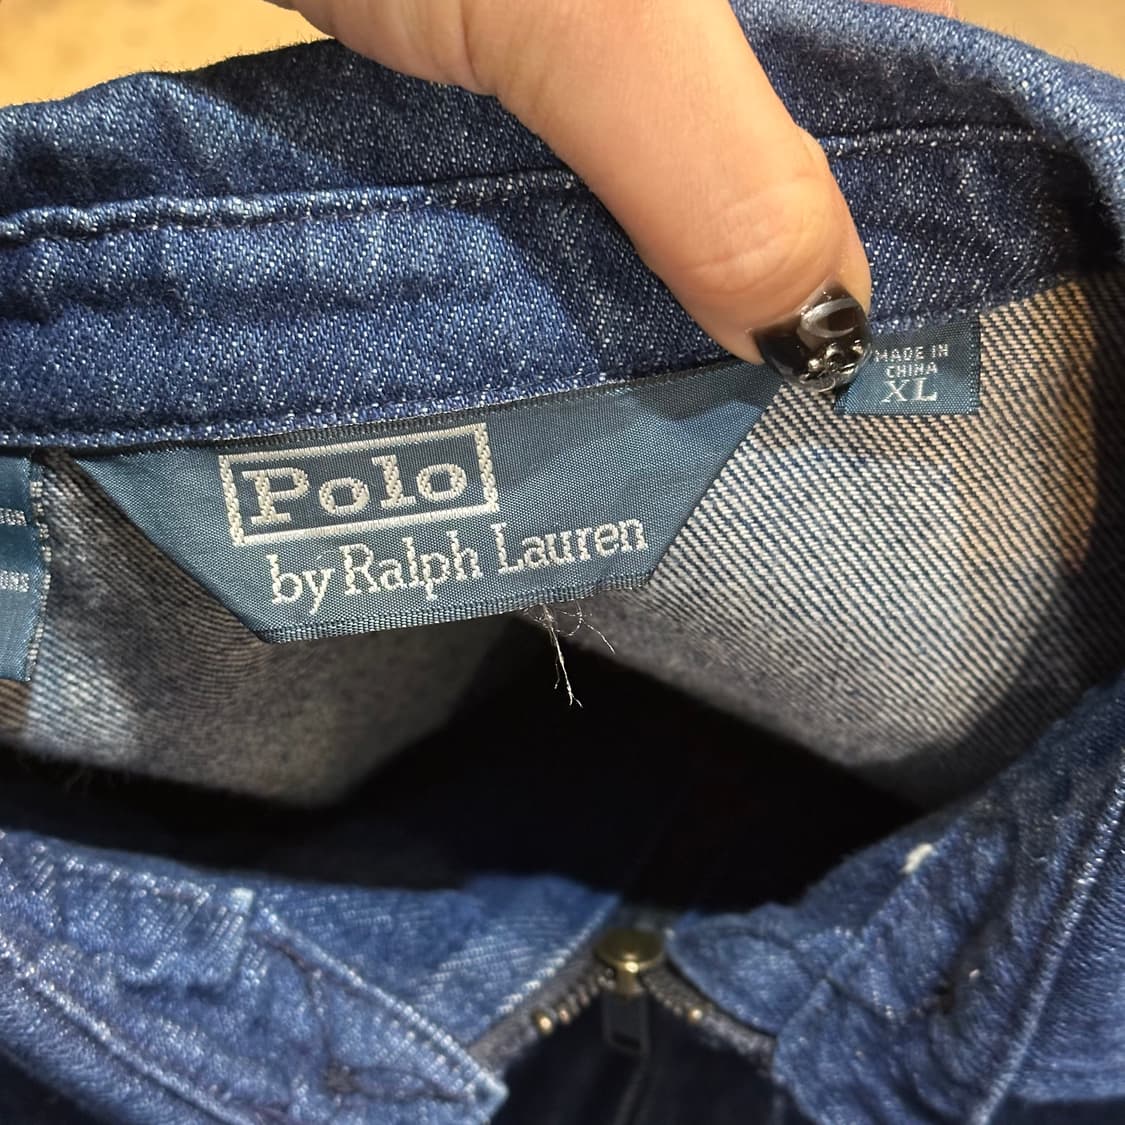 Polo
by Ralph Lauren
MADE IN
CHINA
XL